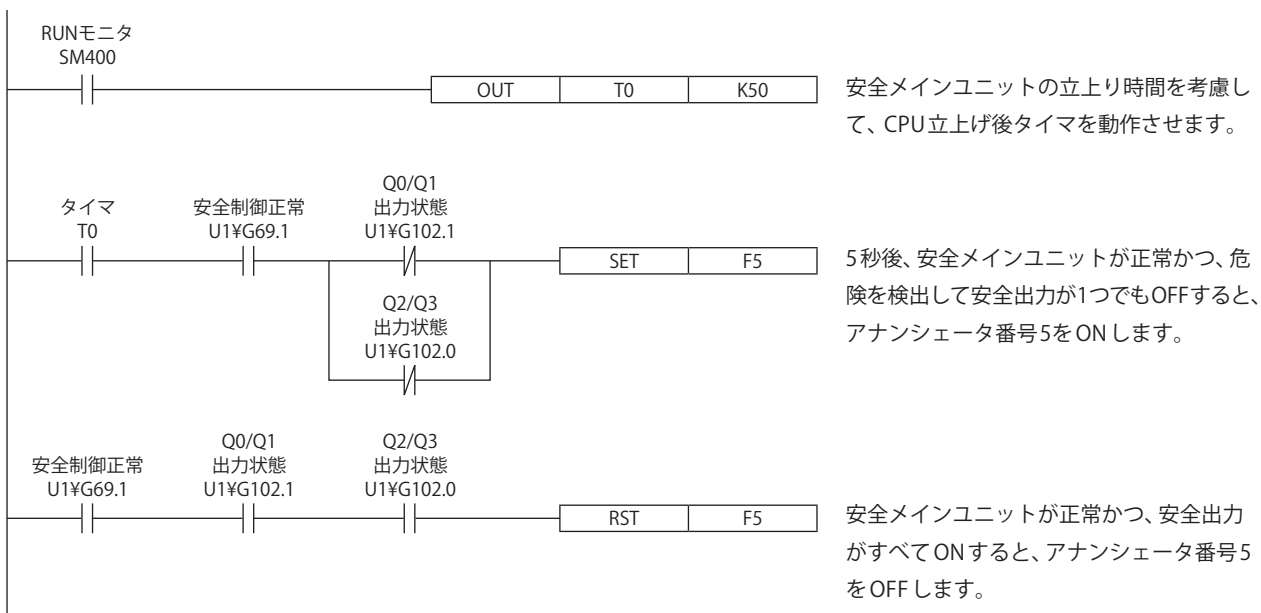 RUNモニタ
SM400
OUT T0 K50
安全メインユニットの立上り時間を考慮し
て、CPU立上げ後タイマを動作させます。
Q0/Q1
タイマ 安全制御正常 出力状態
T0 U1¥G69.1 U1¥G102.1
SET F5
5秒後、安全メインユニットが正常かつ、危
険を検出して安全出力が1つでもOFFすると、
アナンシェータ番号5をONします。
Q2/Q3
出力状態
U1¥G102.0
Q0/Q1 Q2/Q3
安全制御正常 出力状態 出力状態
U1¥G69.1 U1¥G102.1 U1¥G102.0
RST F5
安全メインユニットが正常かつ、安全出力
がすべてONすると、アナンシェータ番号5
をOFFします。